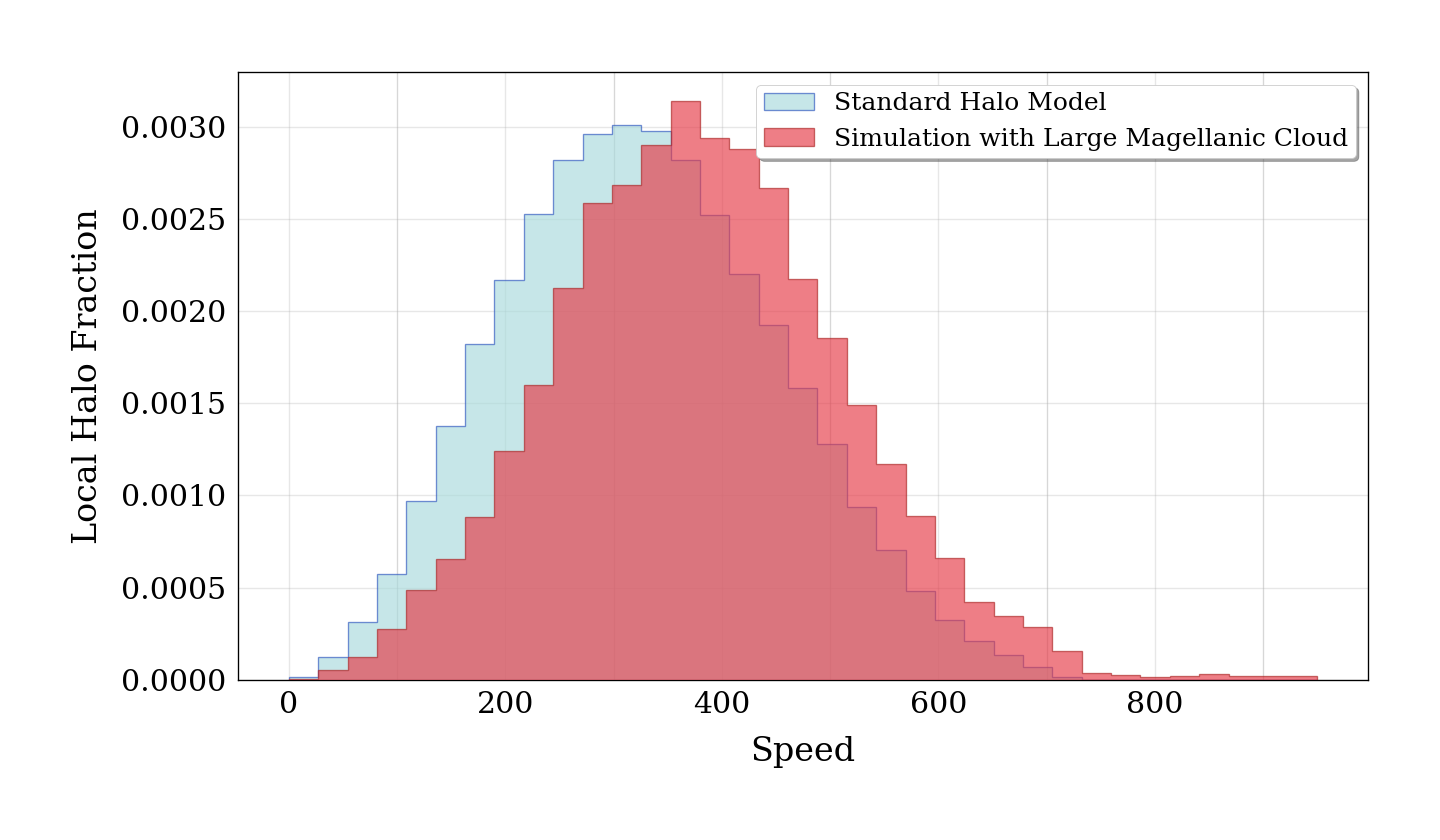 Standard Halo Model
Simulation with Large Magellanic Cloud
Local Halo Fraction
0.0030
0.0025
0.0020
0.0015
0.0010
0.0005
0.0000
0 200 400 600 800
Speed